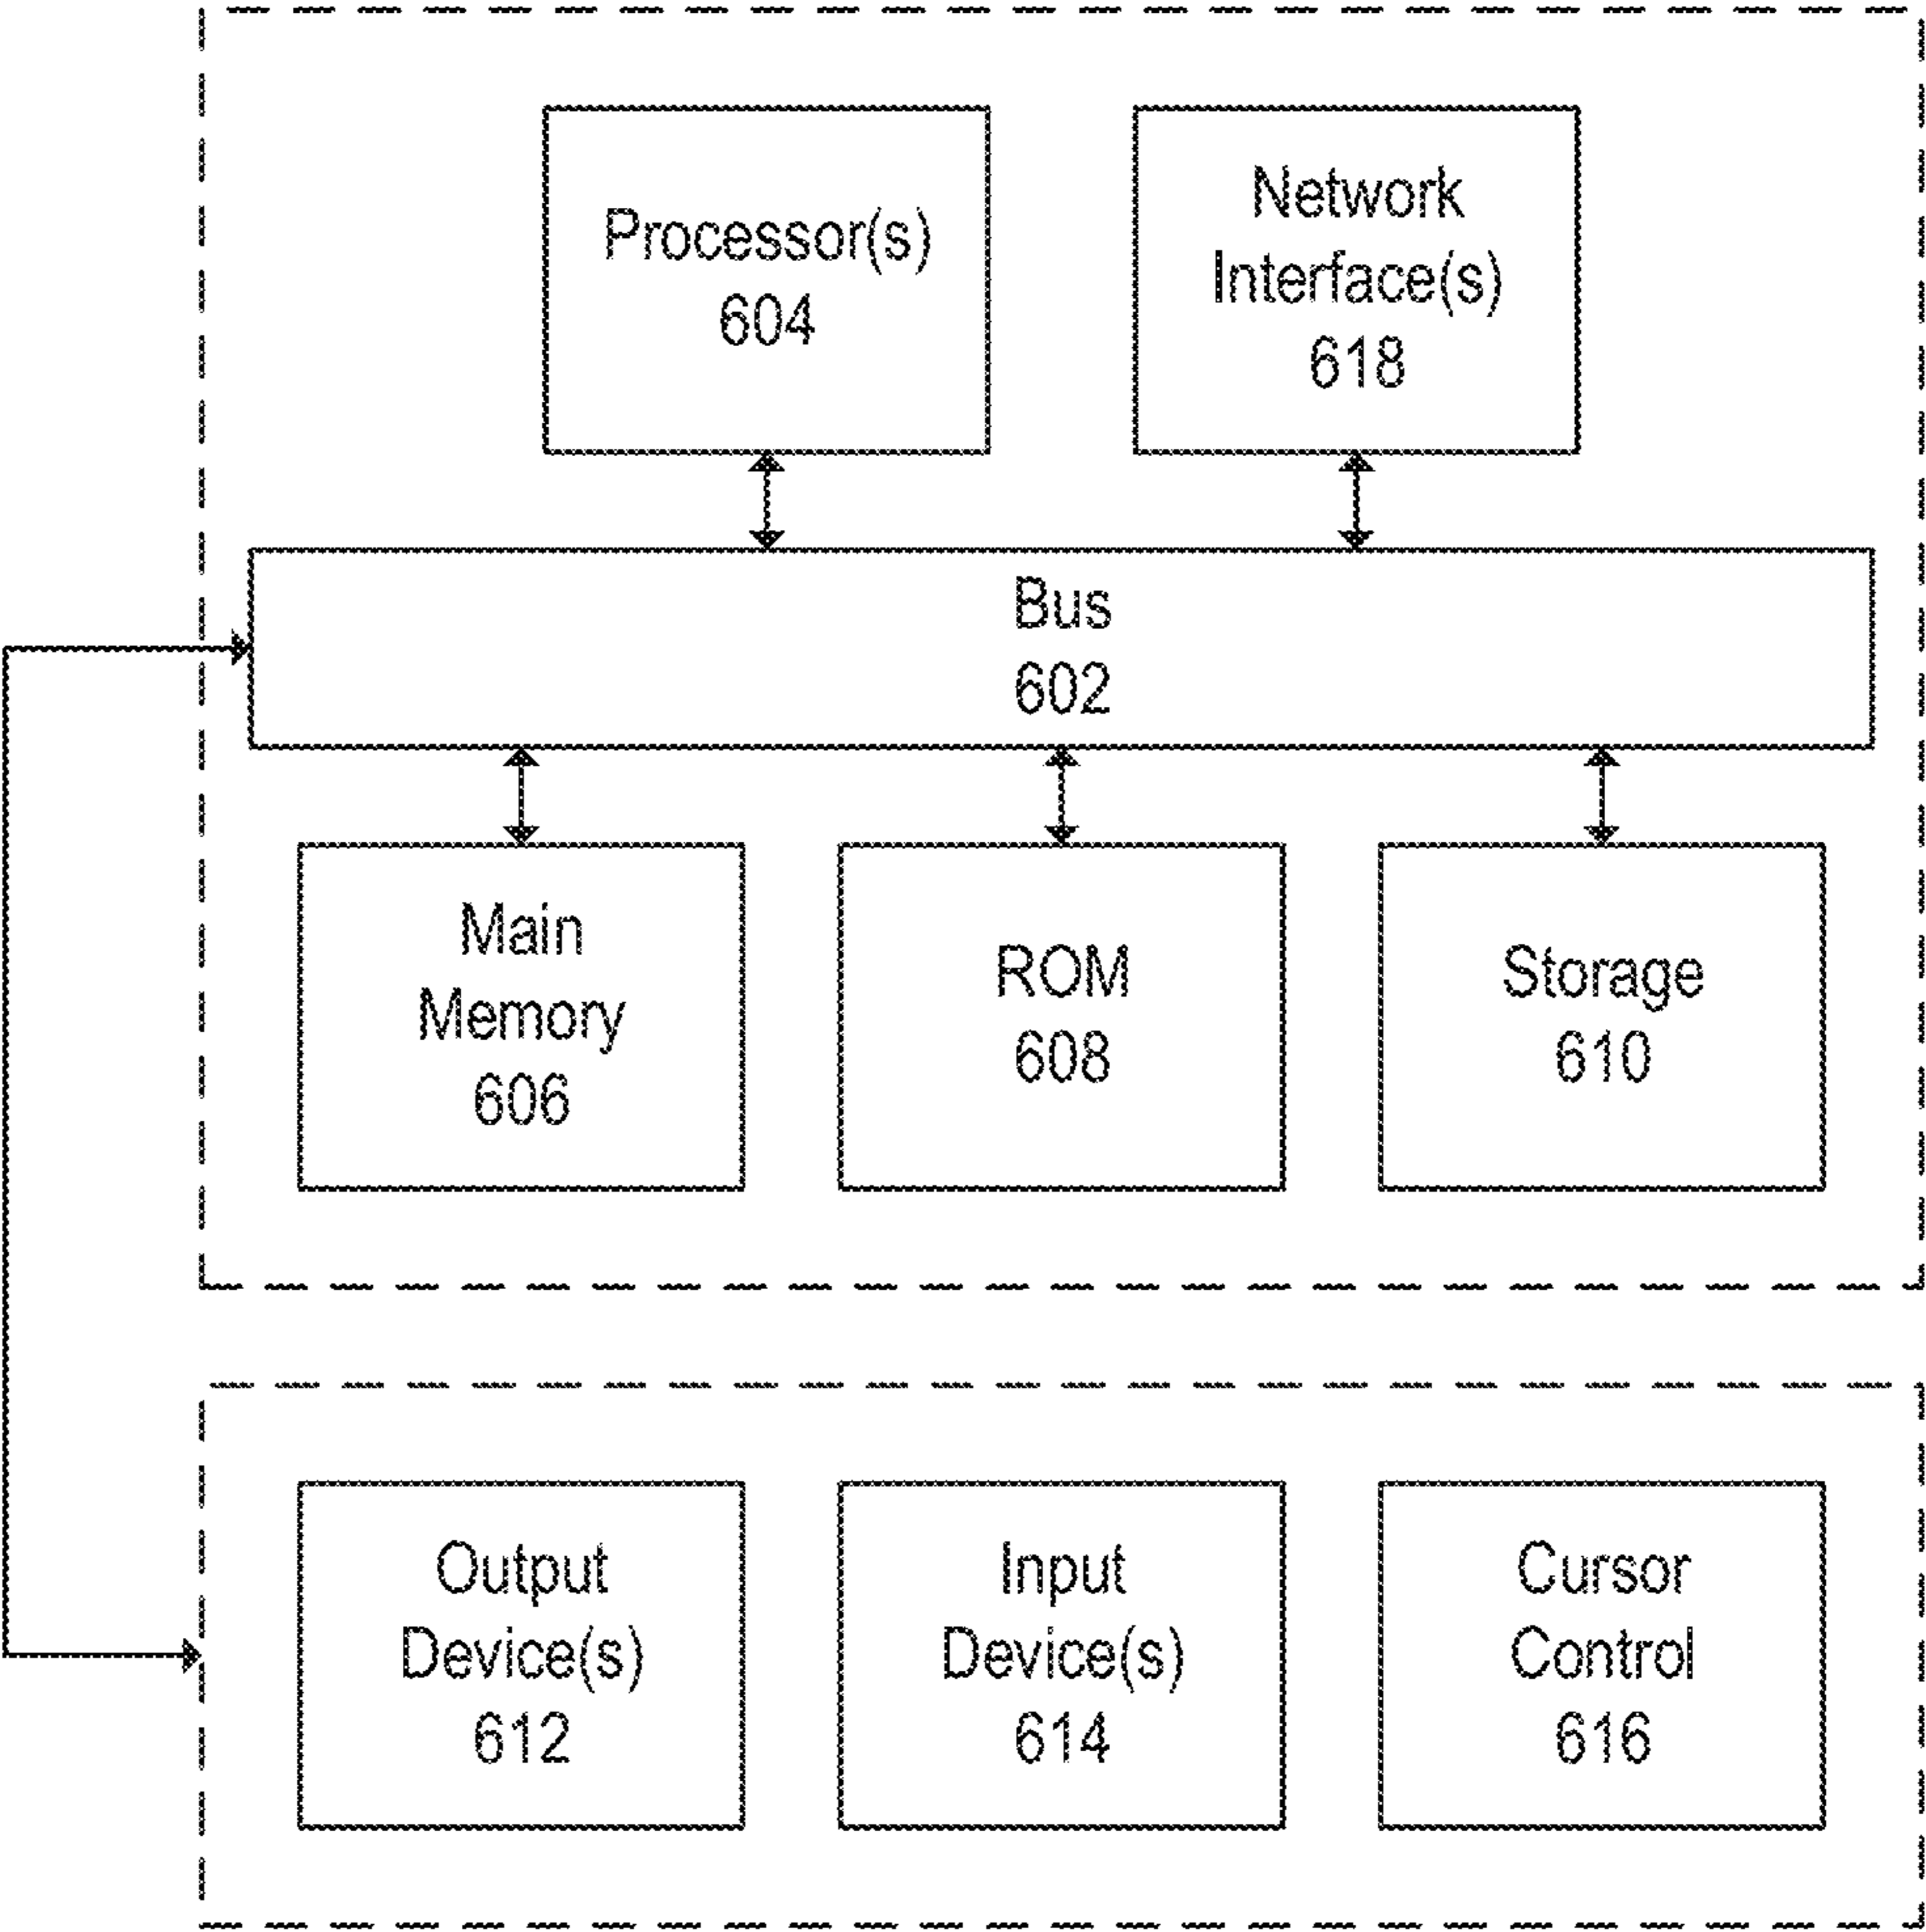 Processor(s)
604
Network
Interface(s)
618
Bus
602
Main
Memory
606
ROM
608
Storage
610
Output
Device(s)
612
Input
Device(s)
614
Cursor
Control
616